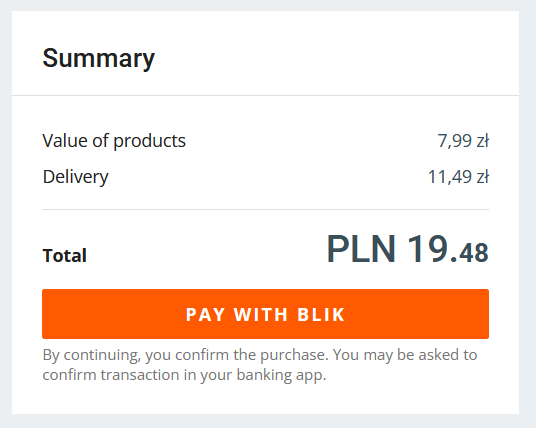 Summary
Value of products 7,99 zł
Delivery 11,49 zł
Total PLN 19.48
PAY WITH BLIK
By continuing, you confirm the purchase. You may be asked to
confirm transaction in your banking app.